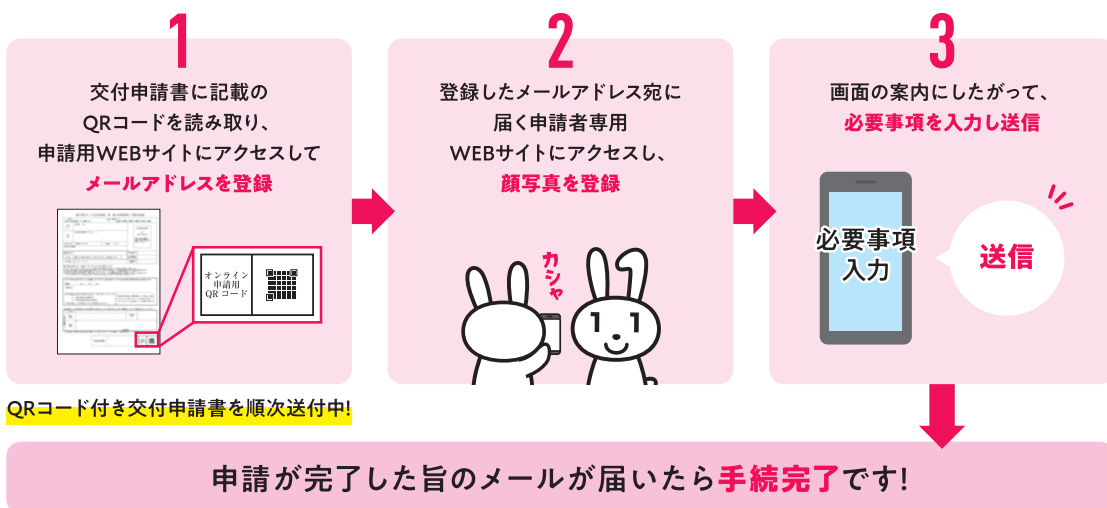 1
交付申請書に記載の
QRコードを読み取り、
申請用WEBサイトにアクセスして
メールアドレスを登録
オンライン
申請用
QRコード
QRコード付き交付申請書を順次送付中!
2
登録したメールアドレス宛に
届く申請者専用
WEBサイトにアクセスし、
顔写真を登録
カシャ
3
画面の案内にしたがって、
必要事項を入力し送信
必要事項
入力
送信
申請が完了した旨のメールが届いたら手続完了です!